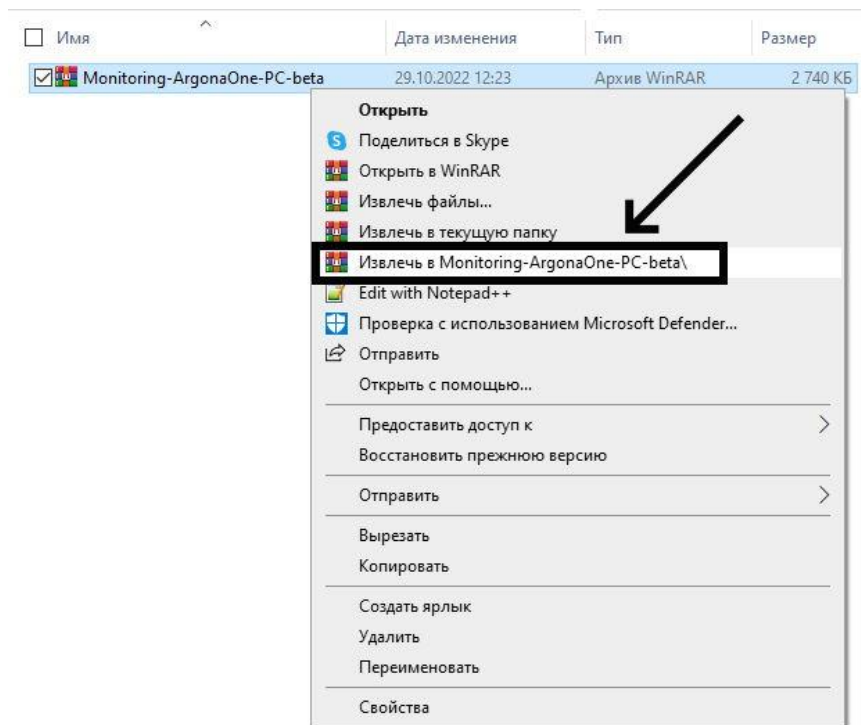 Имя Дата изменения Тип Размер
Monitoring-ArgonaOne-PC-beta 29.10.2022 12:23 Архив WinRAR 2 740 КБ
Открыть
Поделиться в Skype
Открыть в WinRAR
Извлечь файлы...
Извлечь в текущую папку
Извлечь в Monitoring-ArgonaOne-PC-beta\
Edit with Notepad++
Проверка с использованием Microsoft Defender...
Отправить
Открыть с помощью...
Предоставить доступ к
Восстановить прежнюю версию
Отправить
Вырезать
Копировать
Создать ярлык
Удалить
Переименовать
Свойства